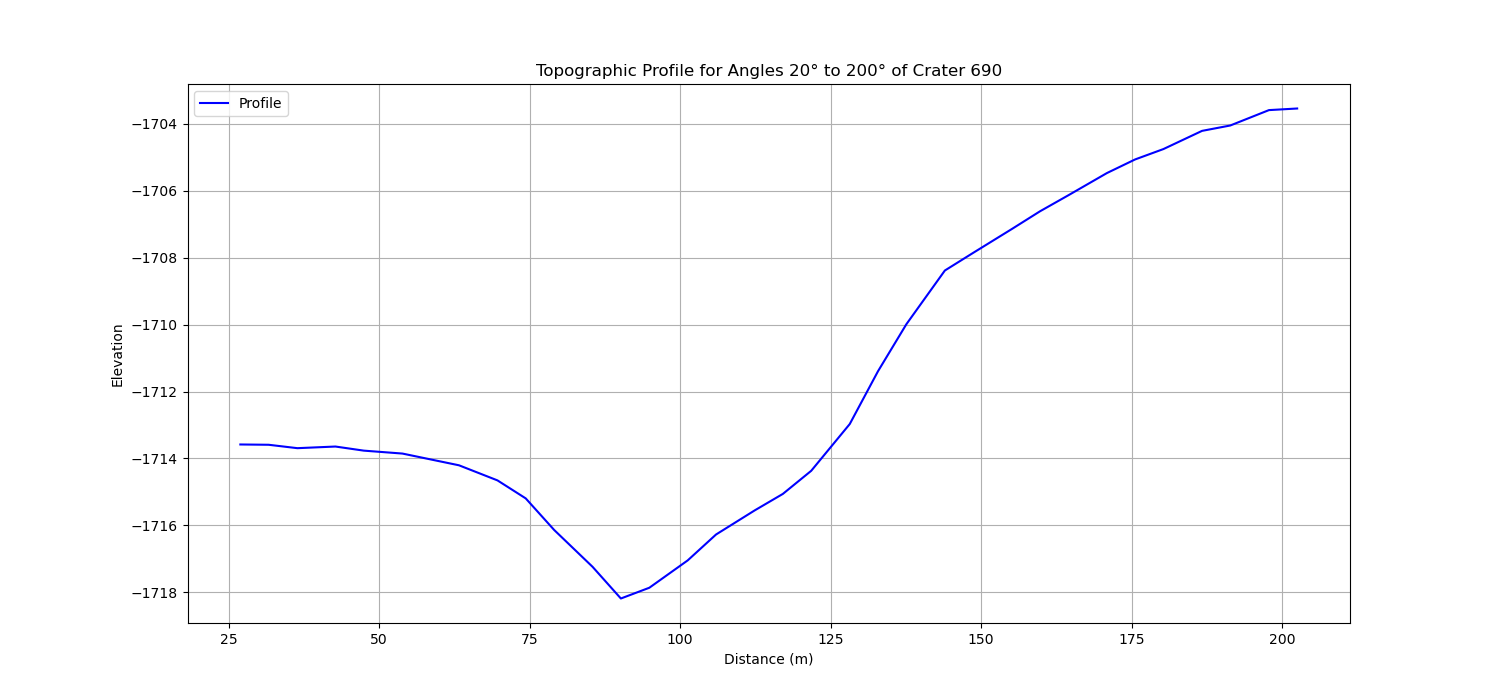 Topographic Profile for Angles 20° to 200° of Crater 690
Profile
−1704
−1706
−1708
−1710
−1712
−1714
−1716
−1718
Elevation
25 50 75 100 125 150 175 200
Distance (m)